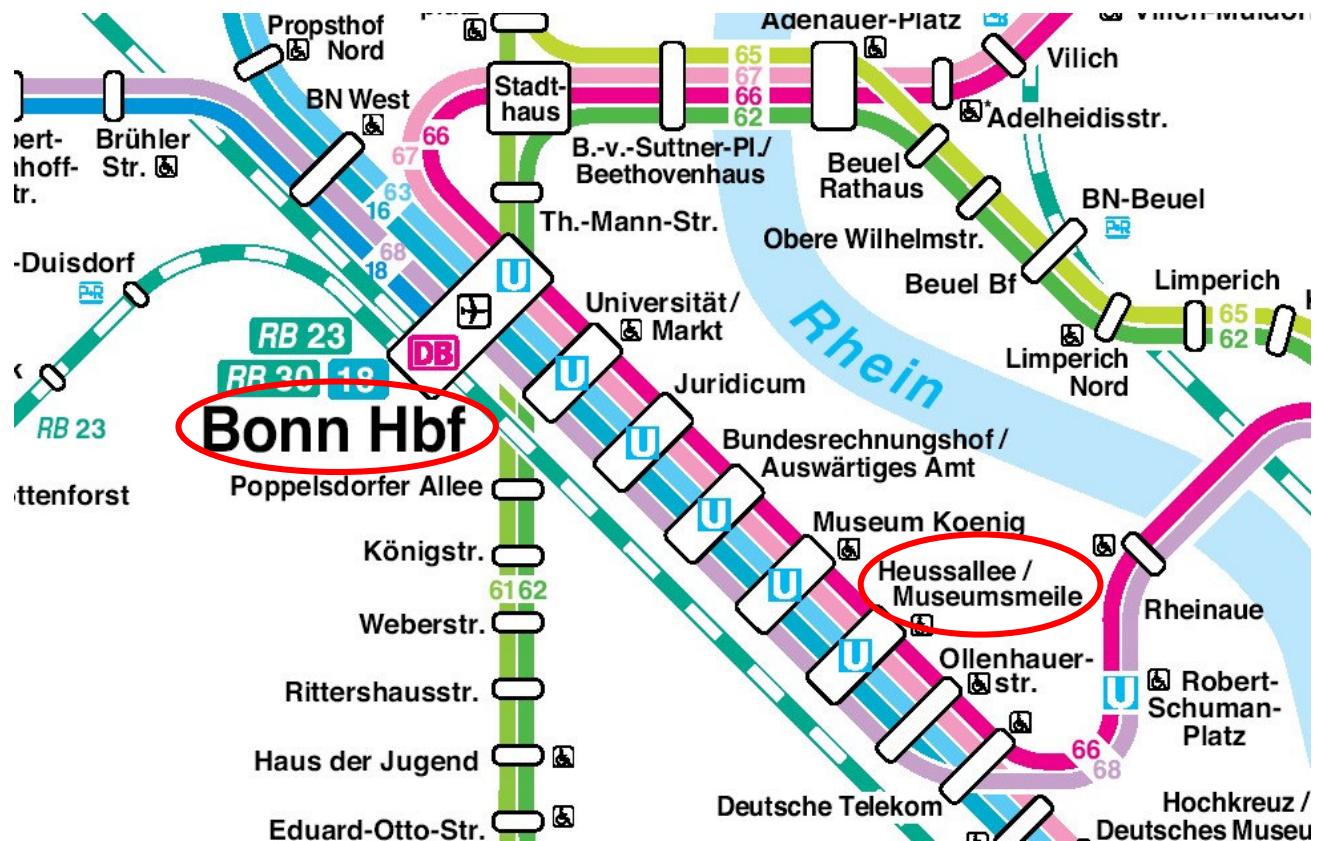 Propsthof
Nord
Adenauer-Platz
Vilich
BN West
Stadt-
haus
65
67
66
62
*Adelheidisstr.
Brühler
Str.
66
67
B.-v.-Suttner-Pl./
Beethovenhaus
Beuel
Rathaus
63
16
68
18
Th.-Mann-Str.
BN-Beuel
P+R
Obere Wilhelmstr.
-Duisdorf
P+R
U
Beuel Bf
Limperich
Universität/
Markt
65
62
RB 23
DB
Rhein
Limperich
Nord
RB 30 18
U
Juridicum
Bonn Hbf
RB 23
U
Bundesrechnungshof /
Auswärtiges Amt
ottenforst
Poppelsdorfer Allee
U
Museum Koenig
Königstr.
Heussallee /
Museumsmeile
61 62
U
Rheinaue
Weberstr.
U
Ollenhauer-
str.
Rittershausstr.
U
Robert-
Schuman-
Platz
66
68
Haus der Jugend
Deutsche Telekom
Hochkreuz /
Deutsches Museu
Eduard-Otto-Str.